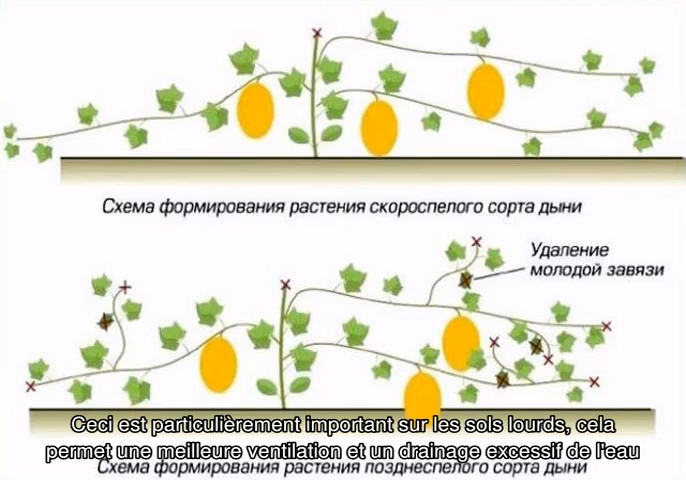 Схема формирования растения скороспелого сорта дыни
Удаление
молодой завязи
Ceci est particulièrement important sur les sols lourds, cela
permet une meilleure ventilation et un drainage excessif de l'eau
Схема формирования растения позднеспелого сорта дыни